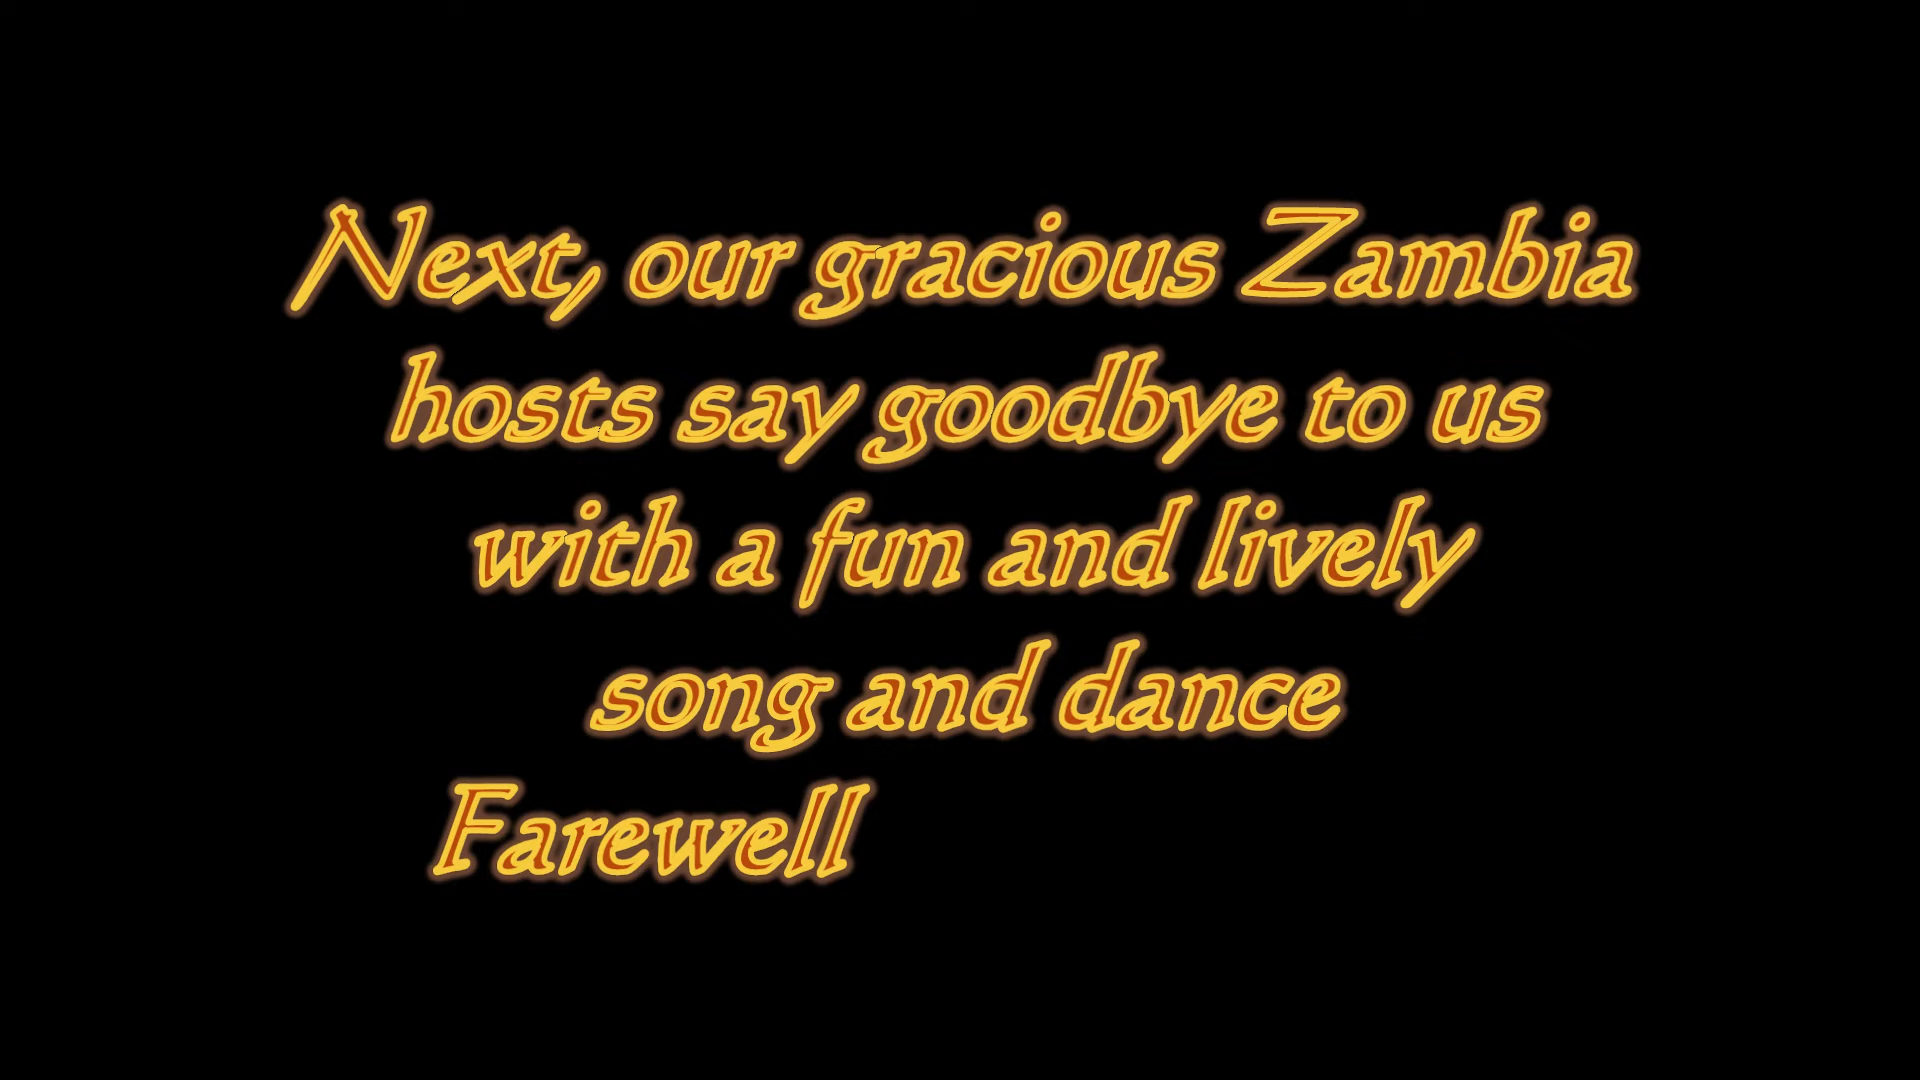 Next, our gracious Zambia
hosts say goodbye to us
with a fun and lively
song and dance
Farewell